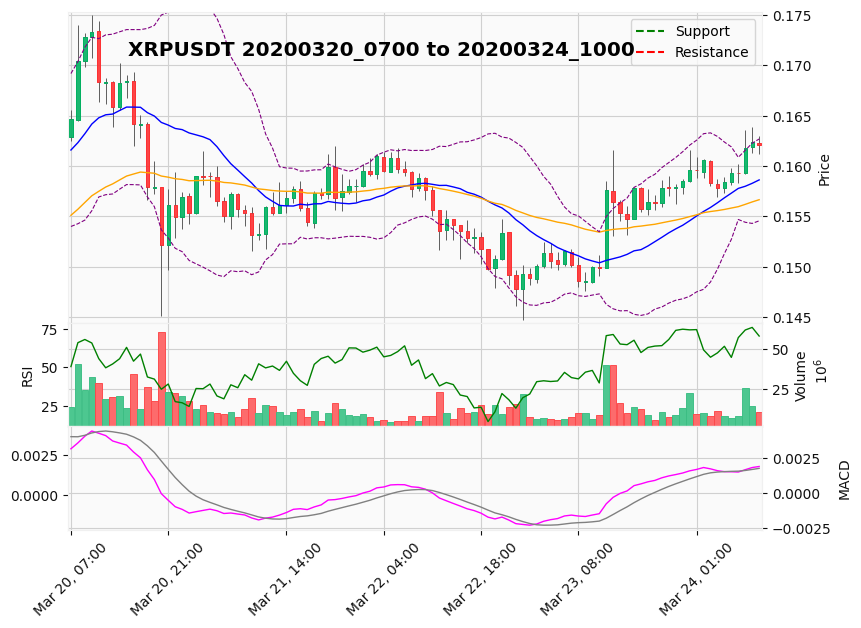 XRPUSDT 20200320_0700 to 20200324_1000
Support
Resistance
0.175
0.170
0.165
0.160
0.155
0.150
0.145
Price
75
50
25
RSI
50
25
Volume
10^6
0.0025
0.0000
0.0025
0.0000
−0.0025
MACD
Mar 20, 07:00
Mar 20, 21:00
Mar 21, 14:00
Mar 22, 04:00
Mar 22, 18:00
Mar 23, 08:00
Mar 24, 01:00